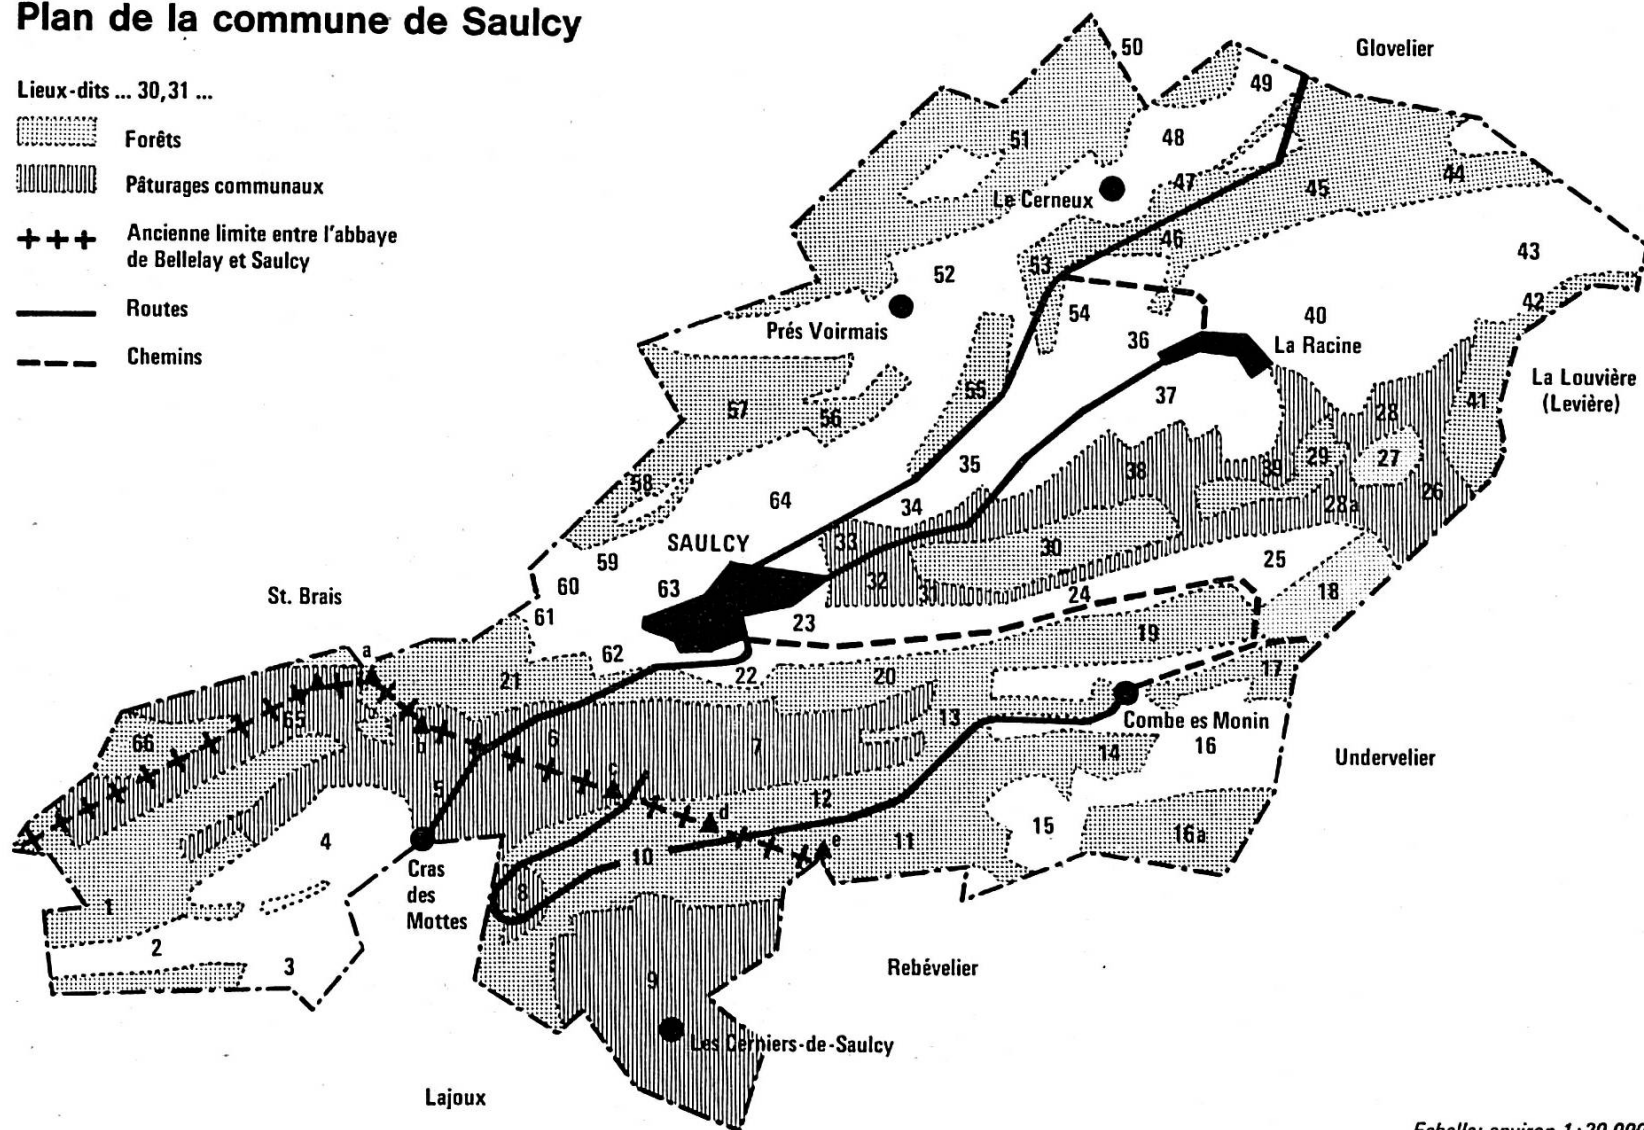 Plan de la commune de Saulcy
Lieux-dits ... 30,31 ...
Forêts
Pâturages communaux
Ancienne limite entre l'abbaye
de Bellelay et Saulcy
Routes
Chemins
50
Glovelier
49
51
48
47
44
45
Le Cerneux
46
43
53
52
42
54
40
Prés Voirmais
36
La Racine
La Louvière
(Levière)
55
37
41
57
56
28
35
29
27
38
39
58
26
64
34
28a
SAULCY
33
30
25
59
32
60
63
31
24
18
St. Brais
61
23
19
62
a
21
22
20
17
65
13
Combe es Monin
66
b
6
7
14
16
Undervelier
c
5
12
d
15
16a
4
e
11
10
Cras
des
Mottes
8
1
2
3
Rebévelier
9
Les Cerniers-de-Saulcy
Lajoux